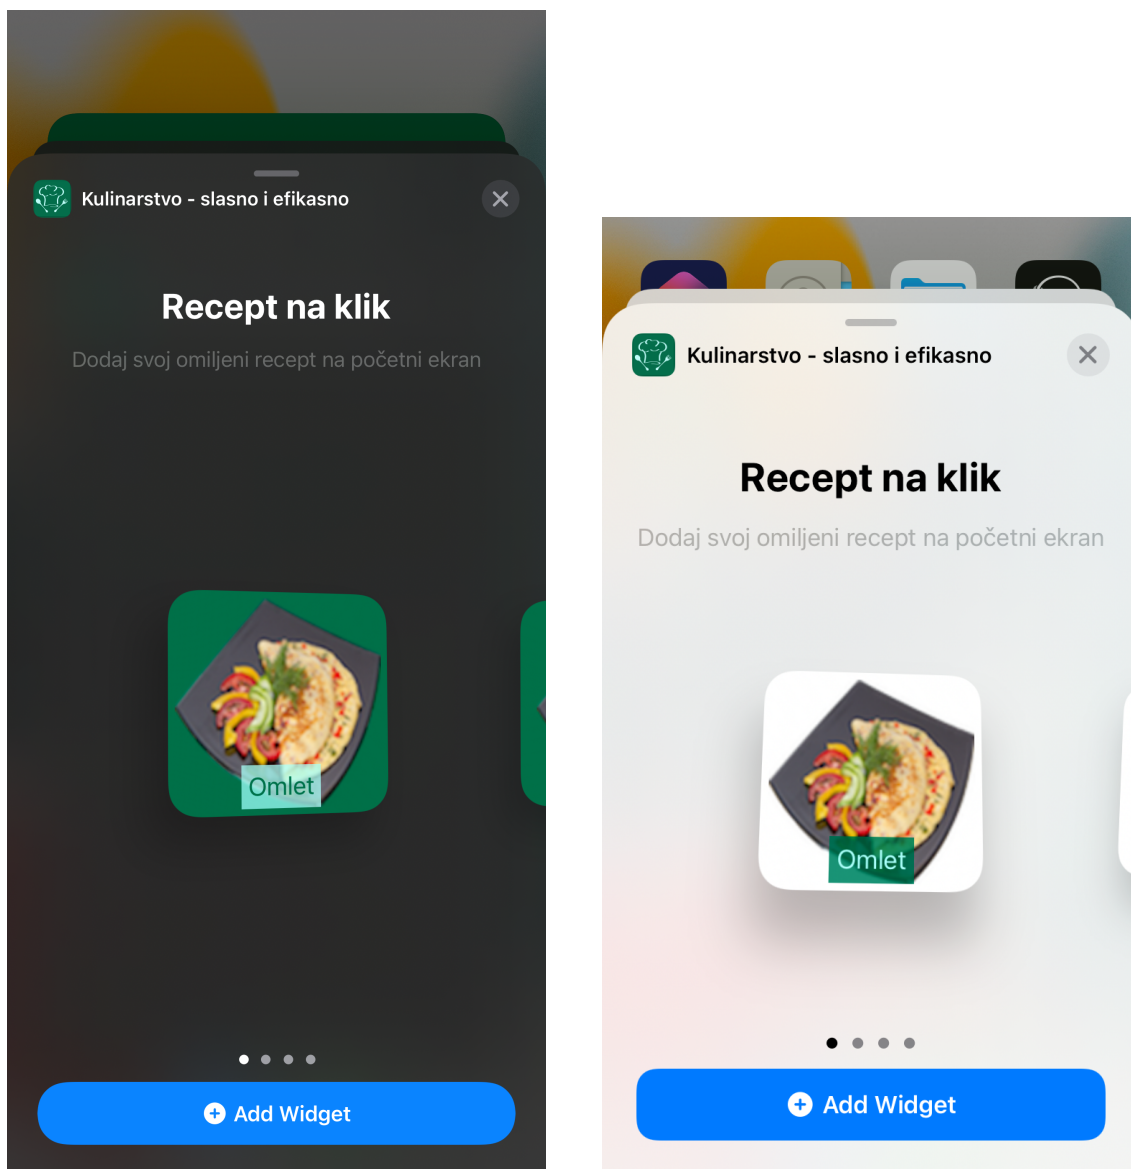 Kulinarstvo - slasno i efikasno
Recept na klik
Dodaj svoj omiljeni recept na početni ekran
Omlet
Add Widget
Kulinarstvo - slasno i efikasno
Recept na klik
Dodaj svoj omiljeni recept na početni ekran
Omlet
Add Widget